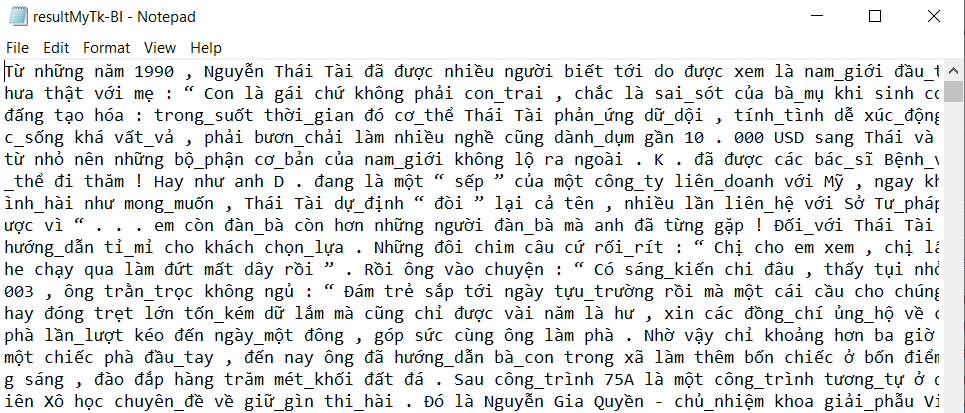 resultMyTk-BI - Notepad
File Edit Format View Help
Từ những năm 1990 , Nguyễn Thái Tài đã được nhiều người biết tới do được xem là nam_giới đầu_t
hưa thật với mẹ : “ Con là gái chứ không phải con_trai , chắc là sai_sót của bà_mụ khi sinh co
đấng tạo hóa : trong_suốt thời_gian đó cơ_thể Thái Tài phản_ứng dữ_dội , tính_tình dễ xúc_động
c_sống khá vất_vả , phải bươn_chải làm nhiều nghề cũng dành_dụm gần 10 . 000 USD sang Thái và
từ nhỏ nên những bộ_phận cơ_bản của nam_giới không lộ ra ngoài . K . đã được các bác_sĩ Bệnh_v
_thể đi thăm ! Hay như anh D . đang là một “ sếp ” của một công_ty liên_doanh với Mỹ , ngay kh
ình_hài như mong_muốn , Thái Tài dự_định “ đòi ” lại cả tên , nhiều lần liên_hệ với Sở Tư_pháp
ược vì “ . . . em còn đàn_bà còn hơn những người đàn_bà mà anh đã từng gặp ! Đối_với Thái Tài
hướng_dẫn tỉ_mỉ cho khách chọn_lựa . Những đôi chim câu cứ rối_rít : “ Chị cho em xem , chị lấ
he chạy qua làm đứt mất dây rồi ” . Rồi ông vào chuyện : “ Có sáng_kiến chi đâu , thấy tụi nhỏ
003 , ông trằn_trọc không ngủ : “ Đám trẻ sắp tới ngày tựu_trường rồi mà một cái cầu cho chúng
hay đóng trẹt lớn tốn_kém dữ lắm mà cũng chỉ được vài năm là hư , xin các đồng_chí ủng_hộ về c
phà lần_lượt kéo đến ngày_một đông , góp sức cùng ông làm phà . Nhờ vậy chỉ khoảng hơn ba giờ
một chiếc phà đầu_tay , đến nay ông đã hướng_dẫn bà_con trong xã làm thêm bốn chiếc ở bốn điểm
g sáng , đào đắp hàng trăm mét_khối đất đá . Sau công_trình 75A là một công_trình tương_tự ở c
iên Xô học chuyên_đề về giữ_gìn thi_hài . Đó là Nguyễn Gia Quyền - chủ_nhiệm khoa giải_phẫu Vi